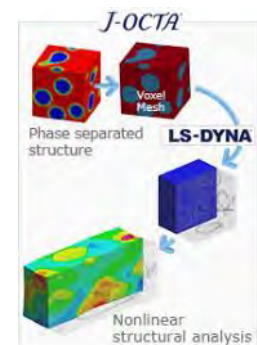 J-OCTA
Voxel
Mesh
Phase separated
structure
LS-DYNA
Nonlinear
structural analysis